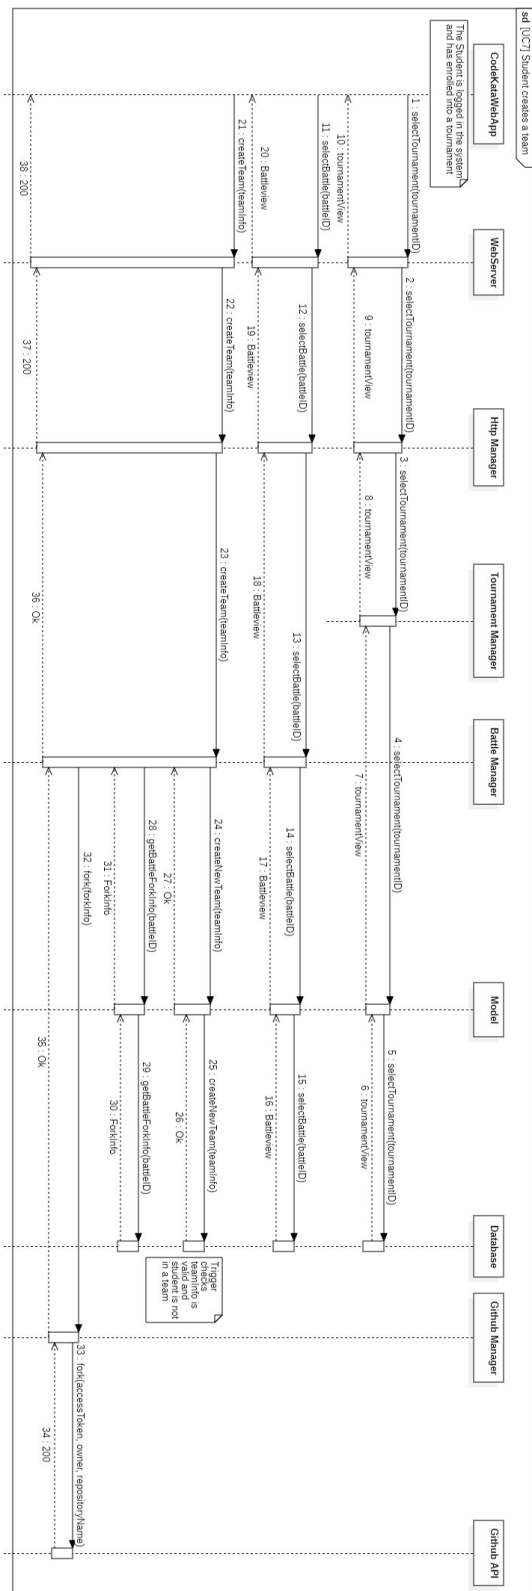 sd [UC7] Student creates a team
The Student is logged in the system
and has enrolled into a tournament
CodeKataWebApp
WebServer
Http Manager
Tournament Manager
Battle Manager
Model
Database
Github Manager
Github API
1 : selectTournament(tournamentID)
2 : selectTournament(tournamentID)
3 : selectTournament(tournamentID)
4 : selectTournament(tournamentID)
5 : selectTournament(tournamentID)
6 : tournamentView
7 : tournamentView
8 : tournamentView
9 : tournamentView
10 : tournamentView
11 : selectBattle(battleID)
12 : selectBattle(battleID)
13 : selectBattle(battleID)
14 : selectBattle(battleID)
15 : selectBattle(battleID)
16 : Battleview
17 : Battleview
18 : Battleview
19 : Battleview
20 : Battleview
21 : createTeam(teamInfo)
22 : createTeam(teamInfo)
23 : createTeam(teamInfo)
24 : createNewTeam(teamInfo)
25 : createNewTeam(teamInfo)
26 : Ok
27 : Ok
Trigger
checks
teamInfo is
valid and
student is not
in a team
28 : getBattleForkInfo(battleID)
29 : getBattleForkInfo(battleID)
30 : ForkInfo
31 : ForkInfo
32 : fork(forkInfo)
33 : fork(accessToken, owner, repositoryName)
34 : 200
35 : Ok
36 : Ok
37 : 200
38 : 200